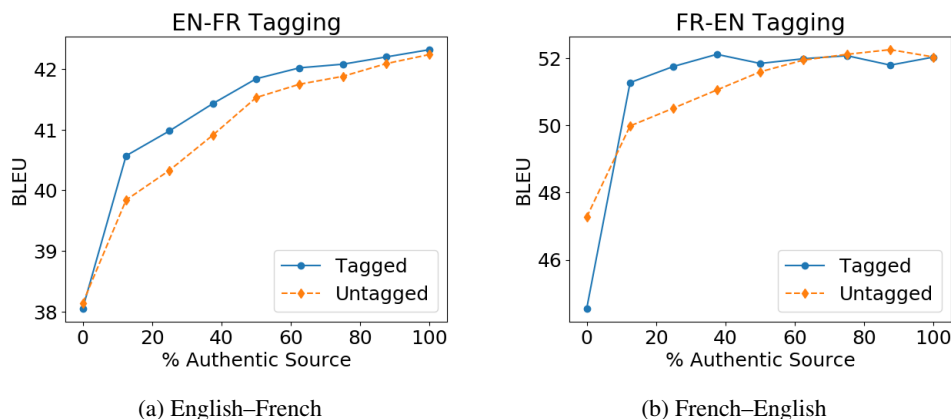 EN-FR Tagging
BLEU
42
41
40
39
38
Tagged
Untagged
0 20 40 60 80 100
% Authentic Source
(a) English–French
FR-EN Tagging
BLEU
52
50
48
46
Tagged
Untagged
0 20 40 60 80 100
% Authentic Source
(b) French–English